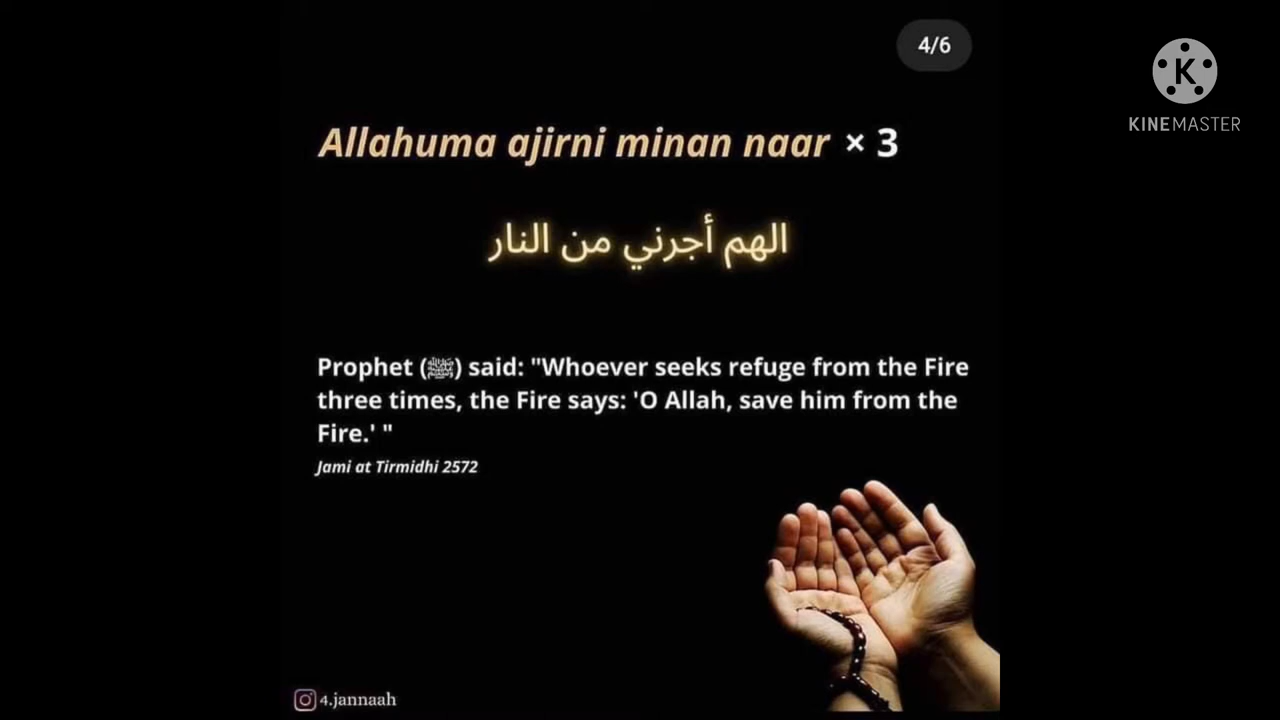 4/6
KINEMASTER
Allahuma ajirni minan naar × 3
الهم أجرني من النار
Prophet (ﷺ) said: "Whoever seeks refuge from the Fire
three times, the Fire says: 'O Allah, save him from the
Fire.' "
Jami at Tirmidhi 2572
4.jannaah